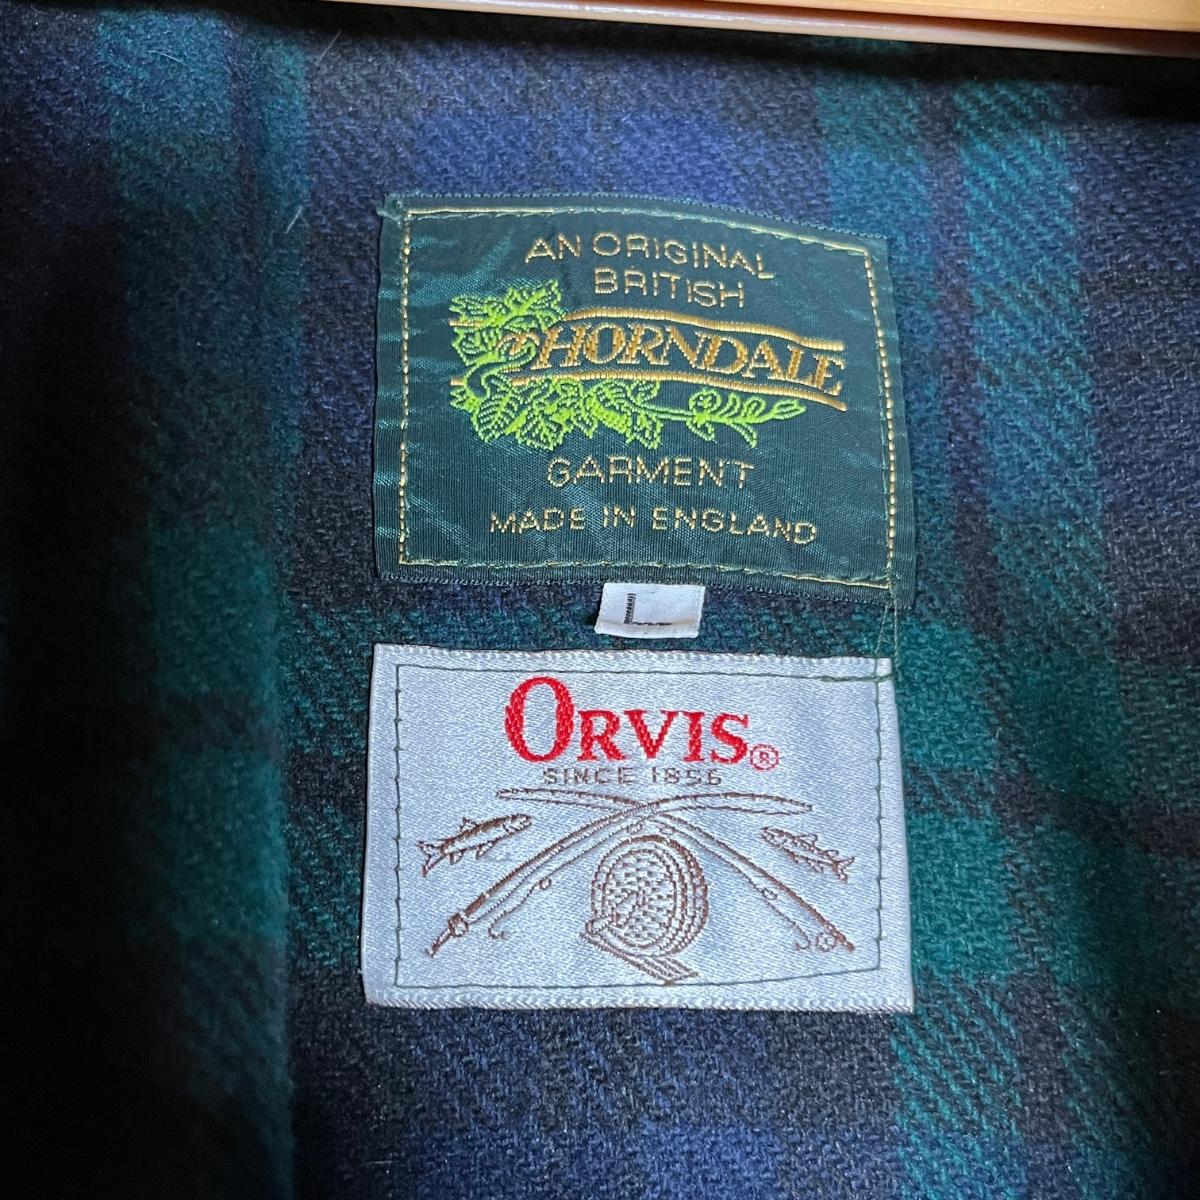 AN ORIGINAL
BRITISH
THORNDALE
GARMENT
MADE IN ENGLAND
L
ORVIS®
SINCE 1856